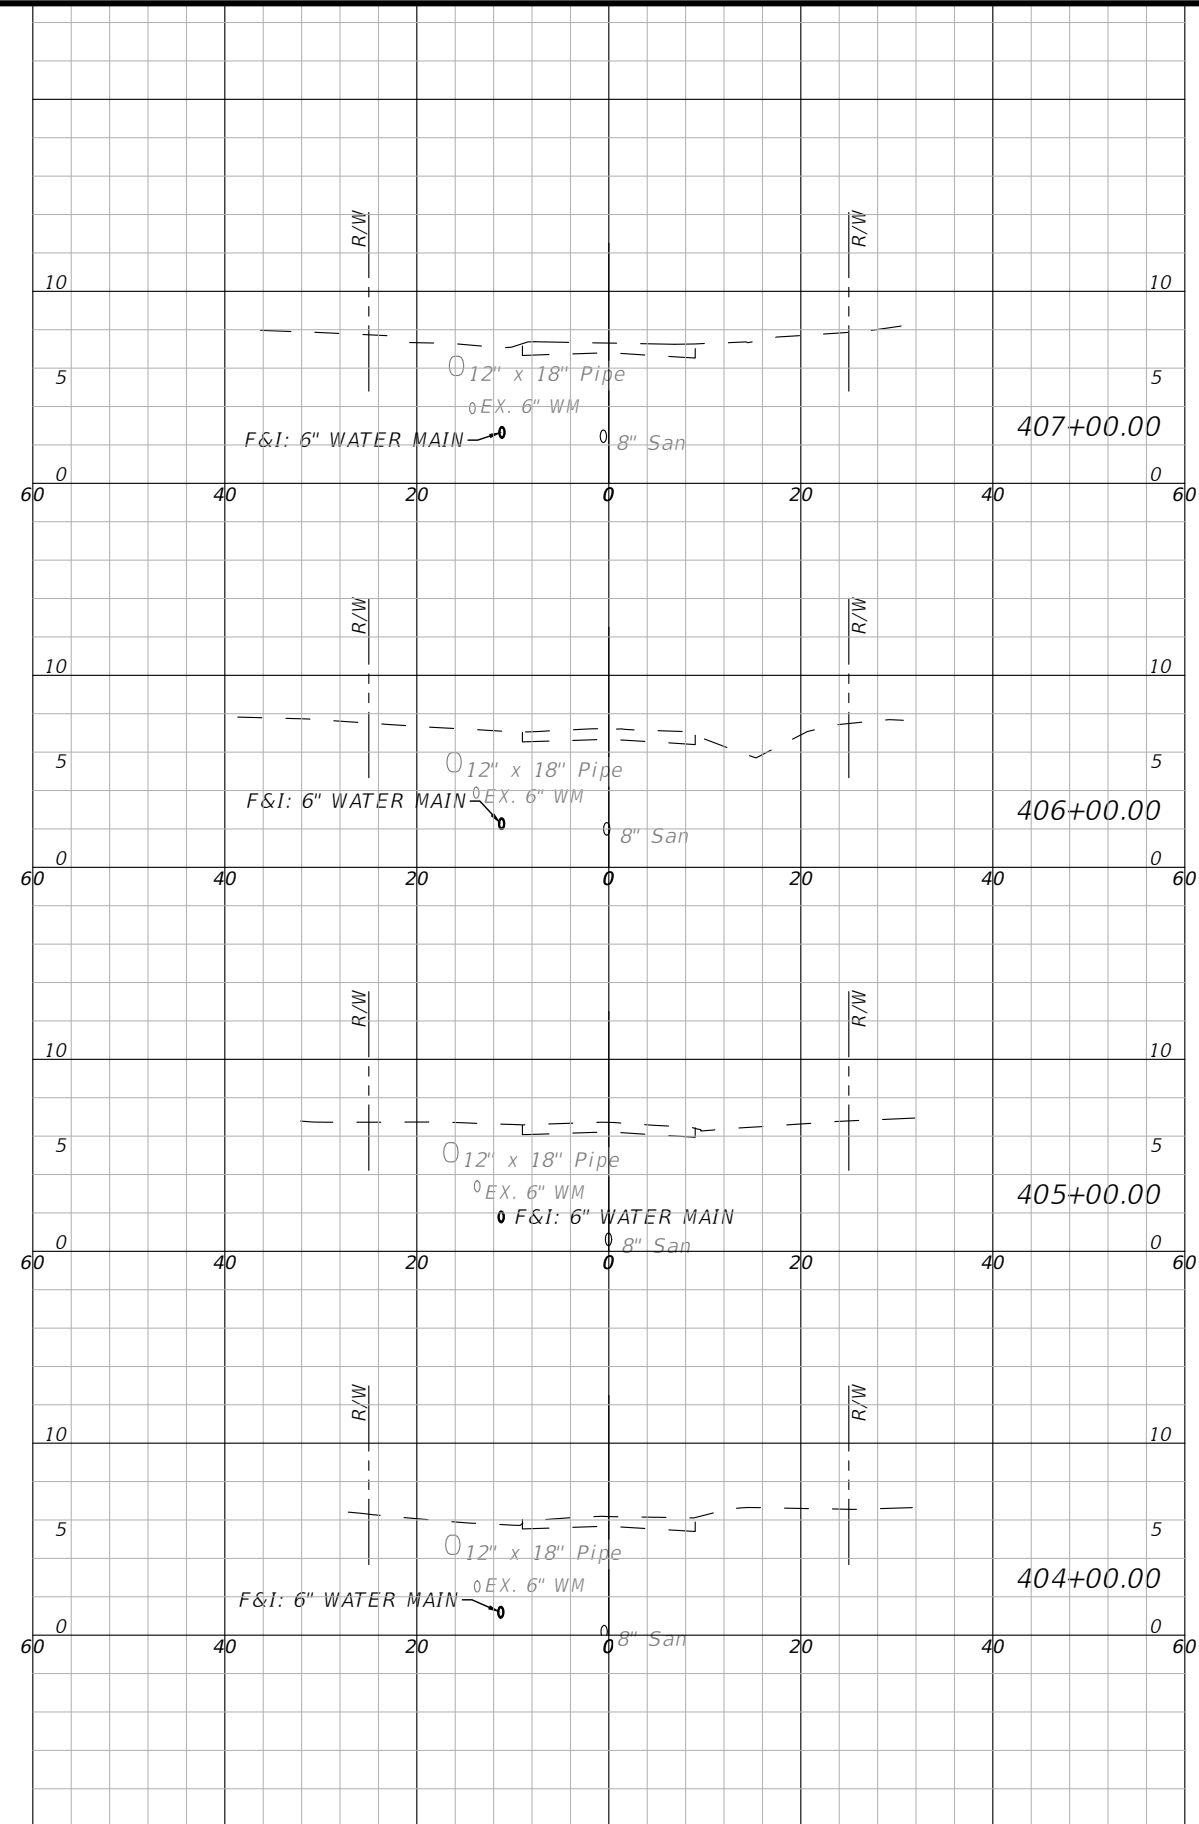 R/W R/W
10 10
12" x 18" Pipe
5 5
EX. 6" WM
407+00.00
F&I: 6" WATER MAIN 8" San
0 0
60 40 20 0 20 40 60
R/W R/W
10 10
5 5
12" x 18" Pipe
EX. 6" WM
F&I: 6" WATER MAIN
406+00.00
8" San
0 0
60 40 20 0 20 40 60
R/W R/W
10 10
5 5
12" x 18" Pipe
EX. 6" WM
405+00.00
F&I: 6" WATER MAIN
0 8" San 0
60 40 20 0 20 40 60
R/W R/W
10 10
5 5
12" x 18" Pipe
404+00.00
EX. 6" WM
F&I: 6" WATER MAIN
0 0
8" San
60 40 20 0 20 40 60